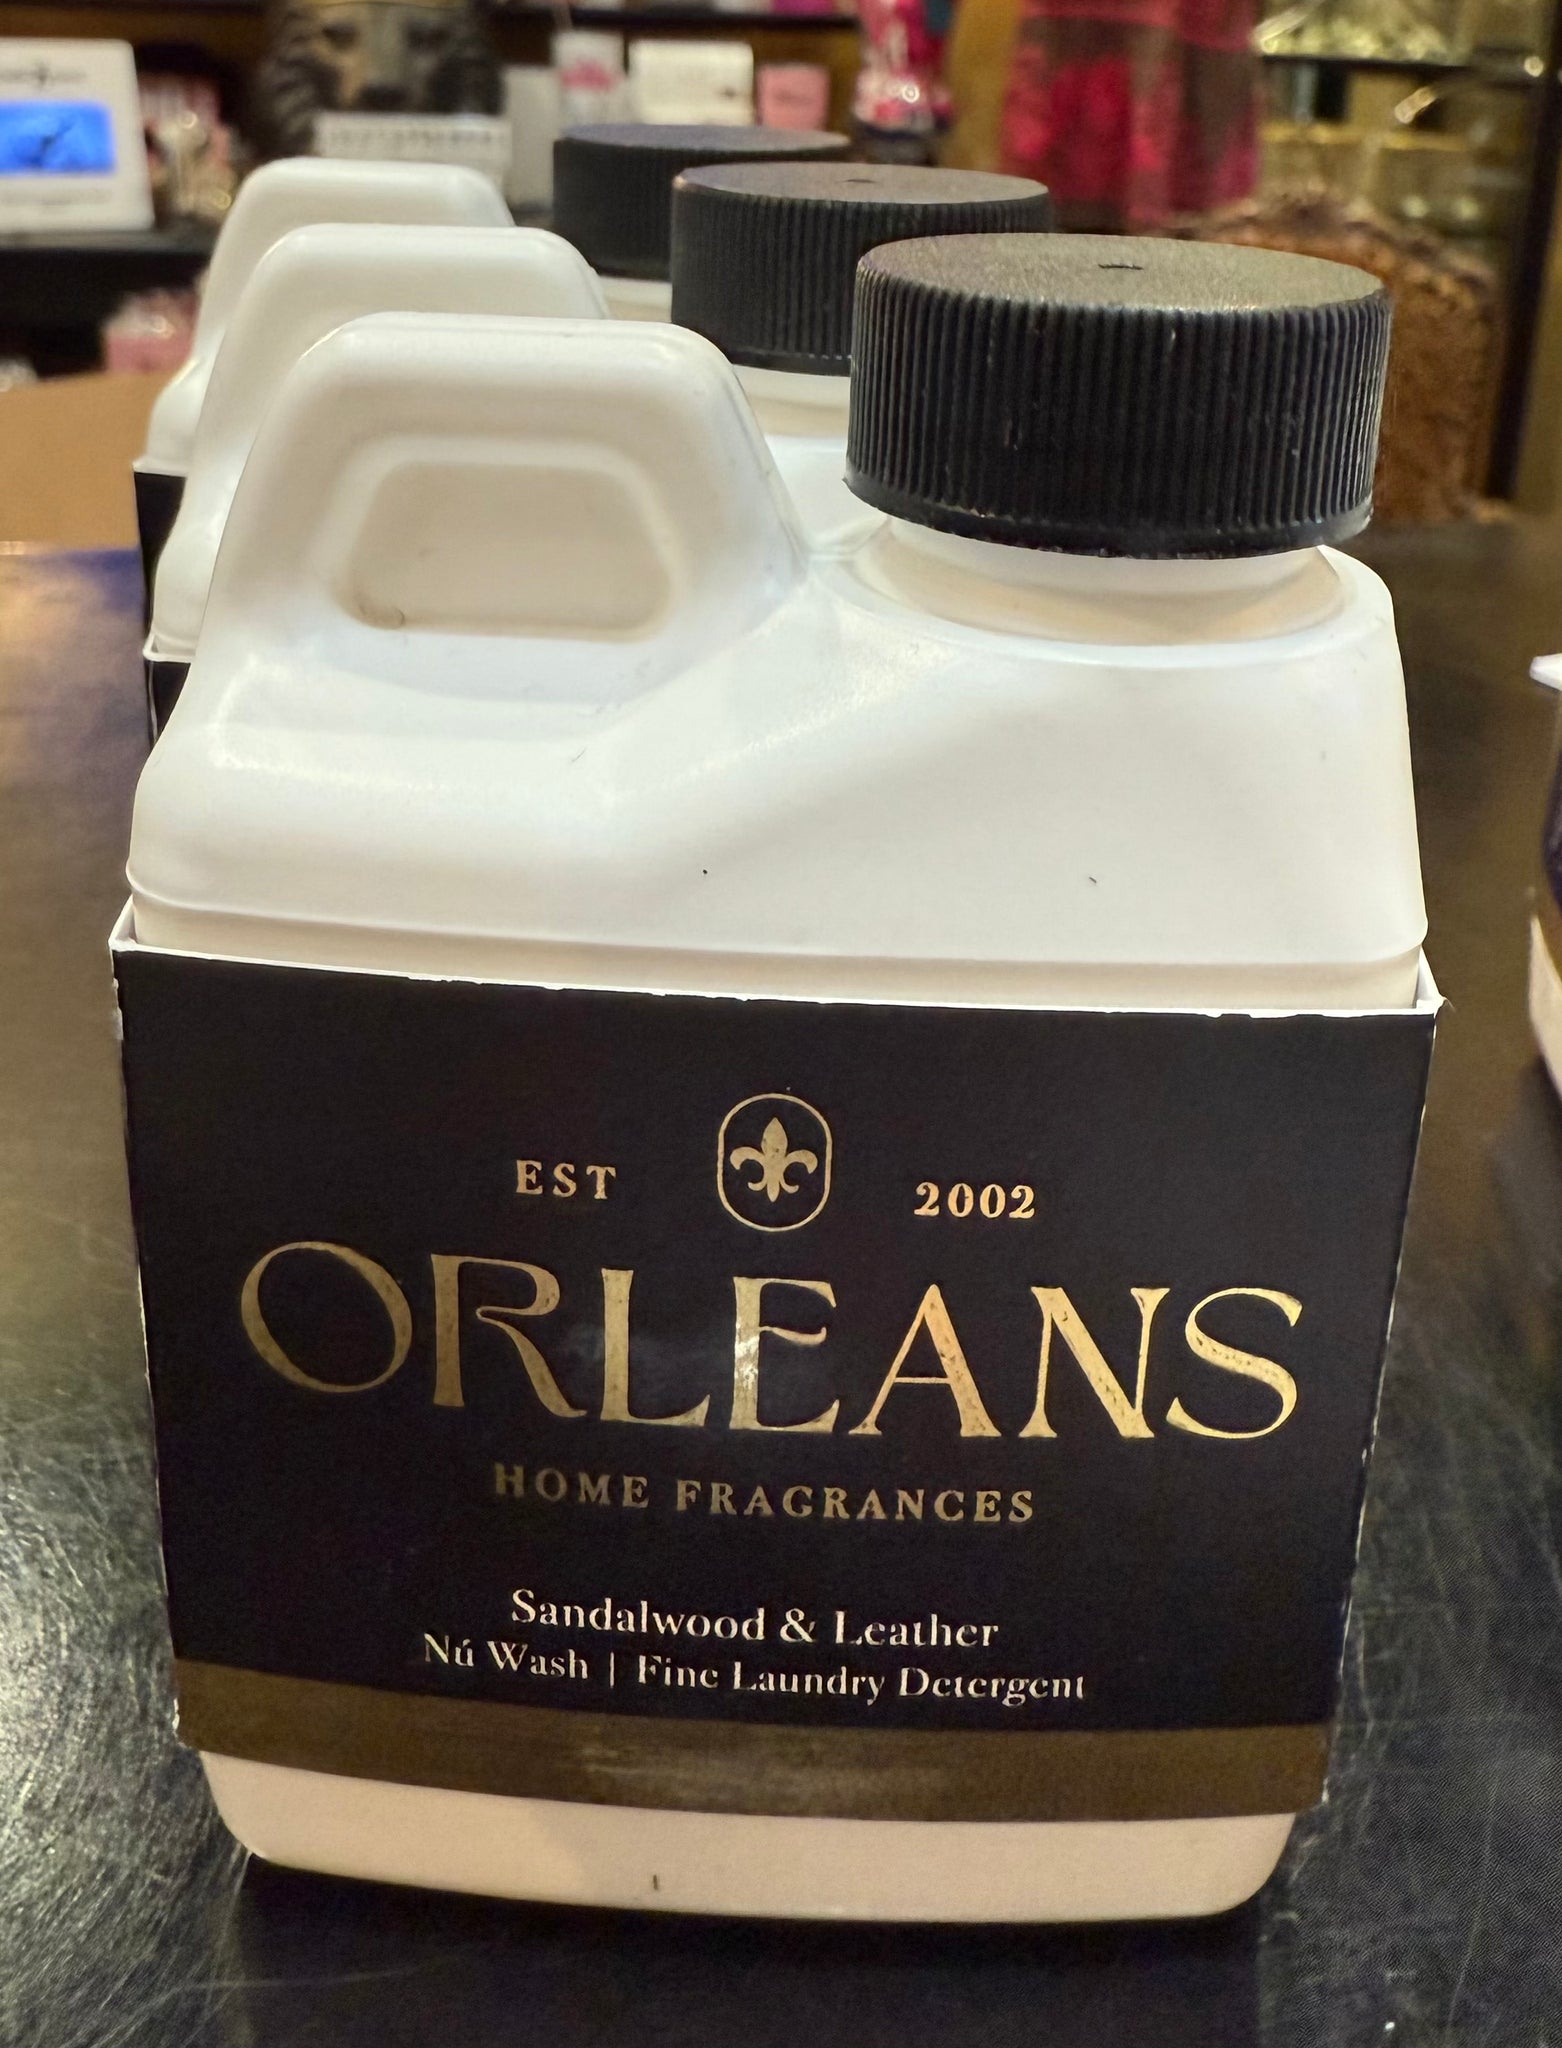 EST 2002
ORLEANS
HOME FRAGRANCES
Sandalwood & Leather
Nú Wash | Fine Laundry Detergent